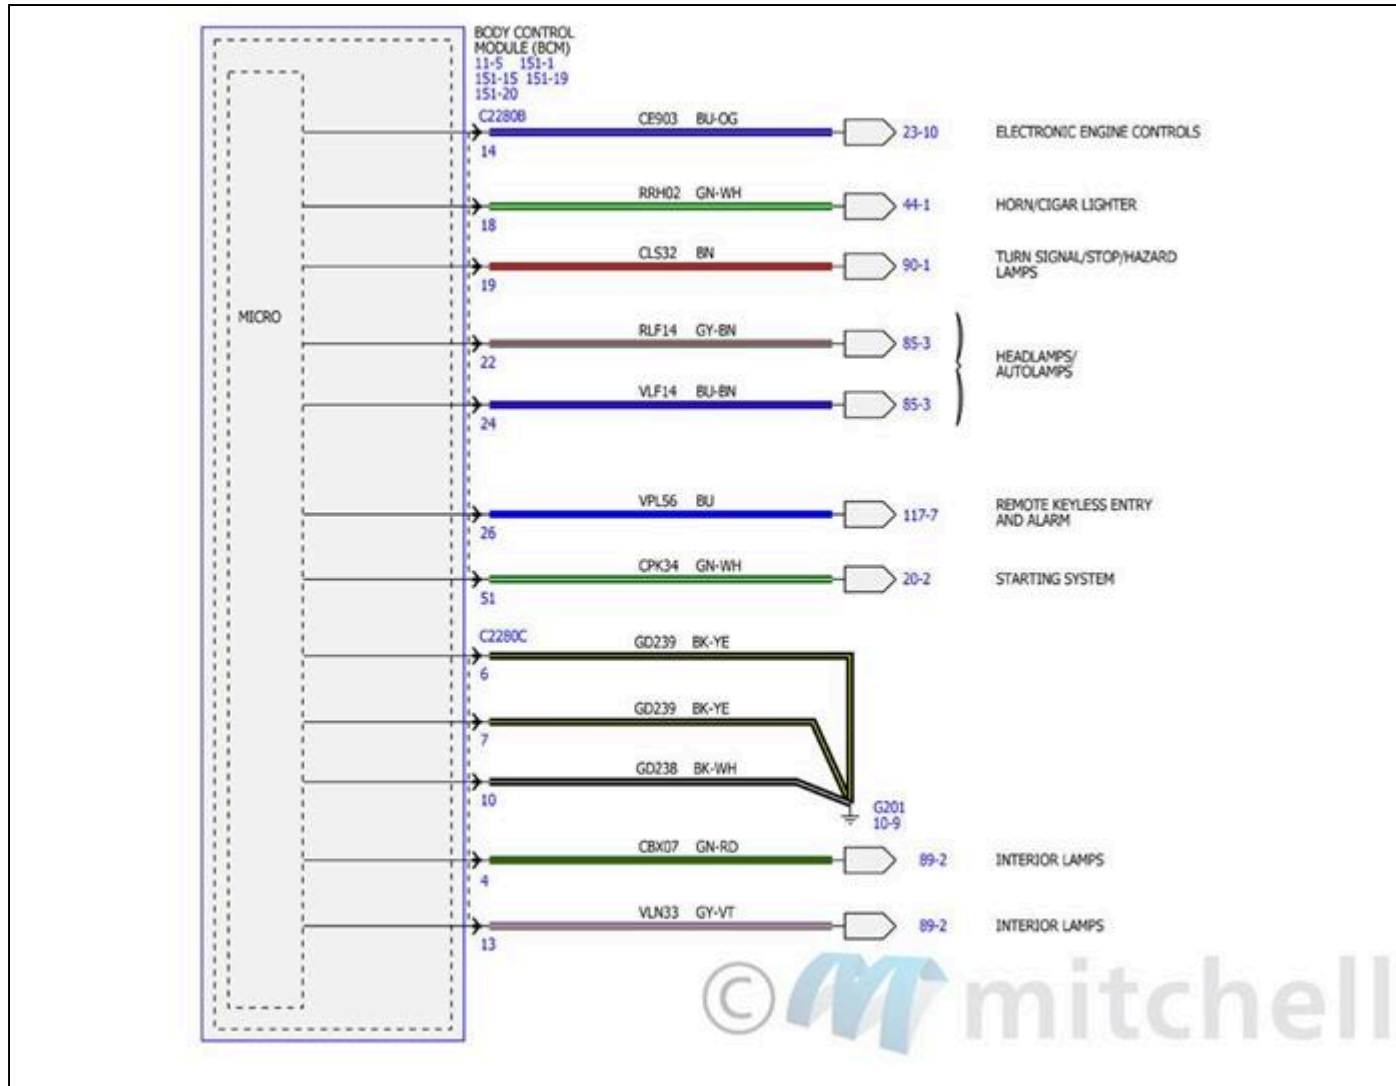 BODY CONTROL
MODULE (BCM)
11-5 151-1
151-15 151-19
151-20
C2280B
CE903 BU-OG
14
23-10
ELECTRONIC ENGINE CONTROLS
RRH02 GN-WH
18
44-1
HORN/CIGAR LIGHTER
CLS32 BN
19
90-1
TURN SIGNAL/STOP/HAZARD
LAMPS
MICRO
RLF14 GY-BN
22
85-3
HEADLAMPS/
AUTOLAMPS
VLF14 BU-BN
24
85-3
VPL56 BU
26
117-7
REMOTE KEYLESS ENTRY
AND ALARM
CPK34 GN-WH
51
20-2
STARTING SYSTEM
C2280C
GD239 BK-YE
6
GD239 BK-YE
7
GD238 BK-WH
10
G201
10-9
CBX07 GN-RD
4
89-2
INTERIOR LAMPS
VLN33 GY-VT
13
89-2
INTERIOR LAMPS
© M mitchell